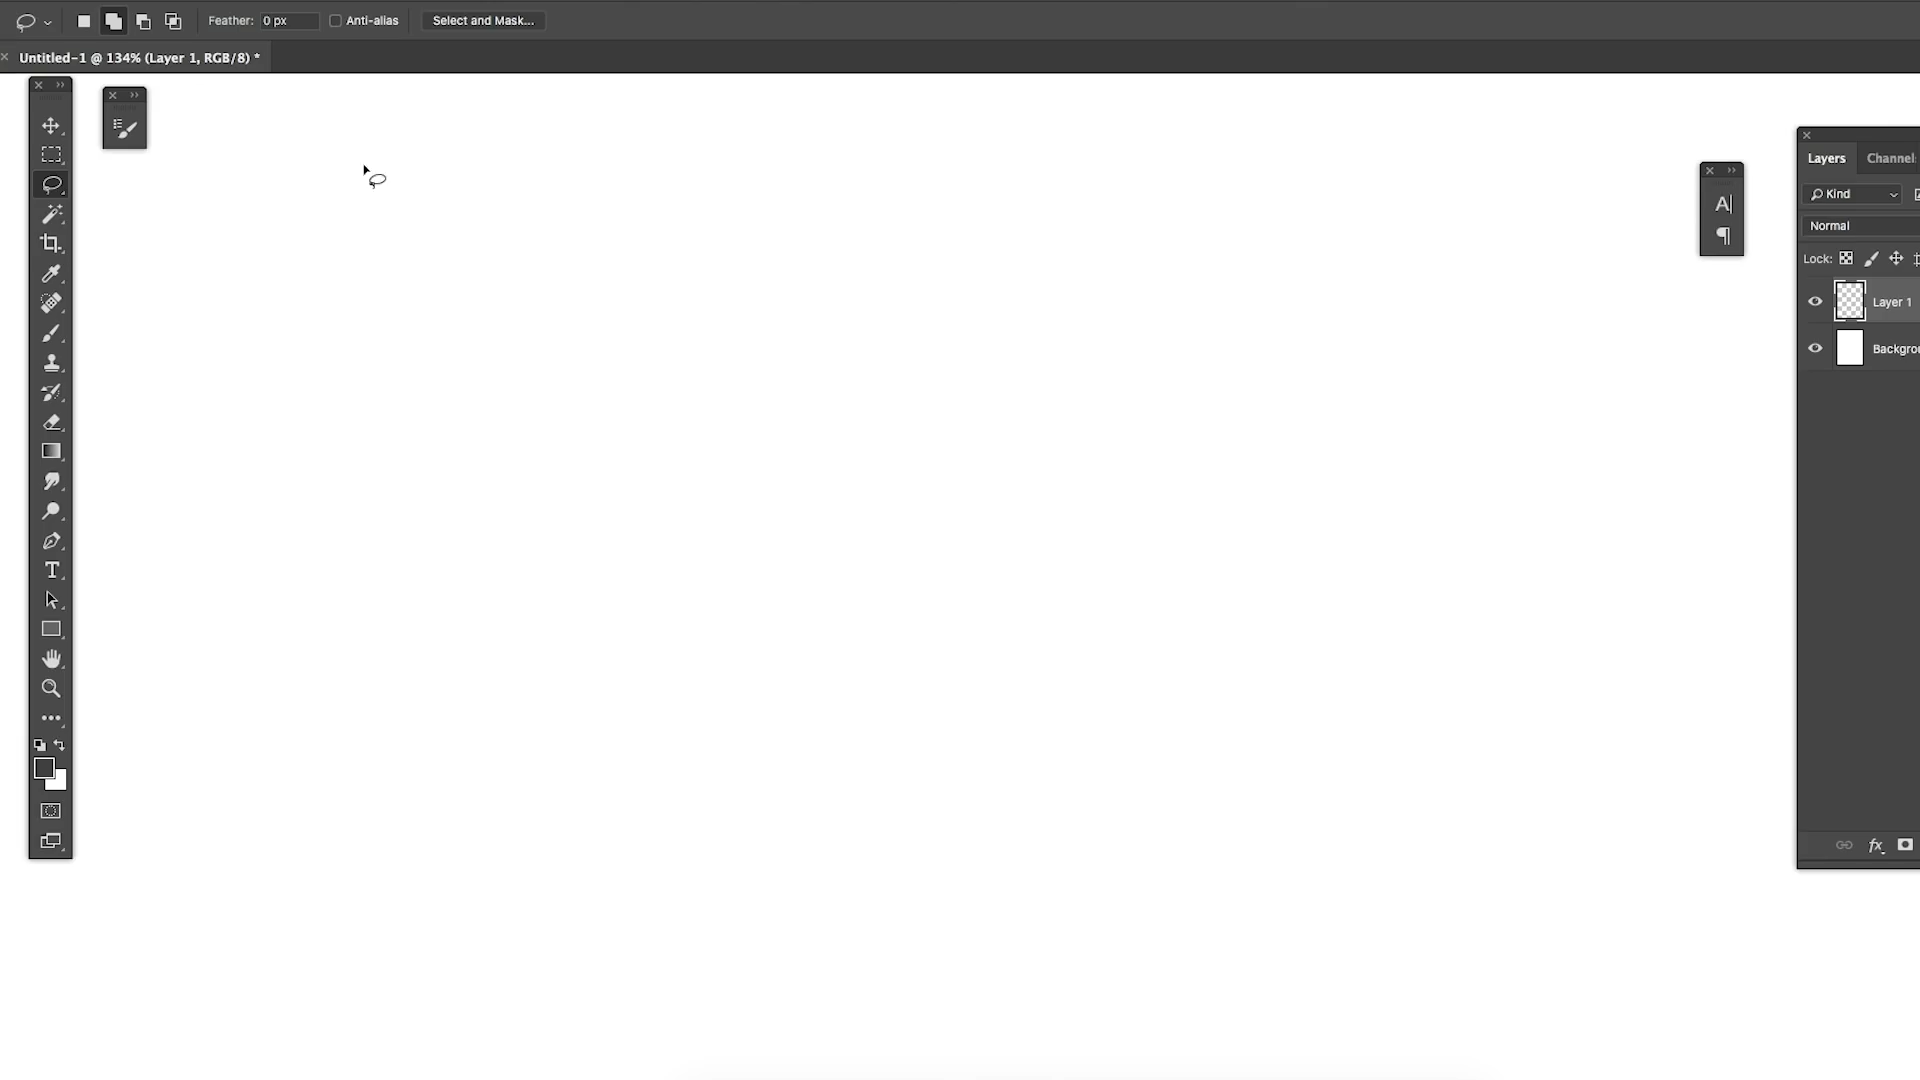 Feather: 0 px Anti-alias Select and Mask...
Untitled-1 @ 134% (Layer 1, RGB/8) *
Layers Channel
Kind
Normal
Lock:
Layer 1
Backgro
fx